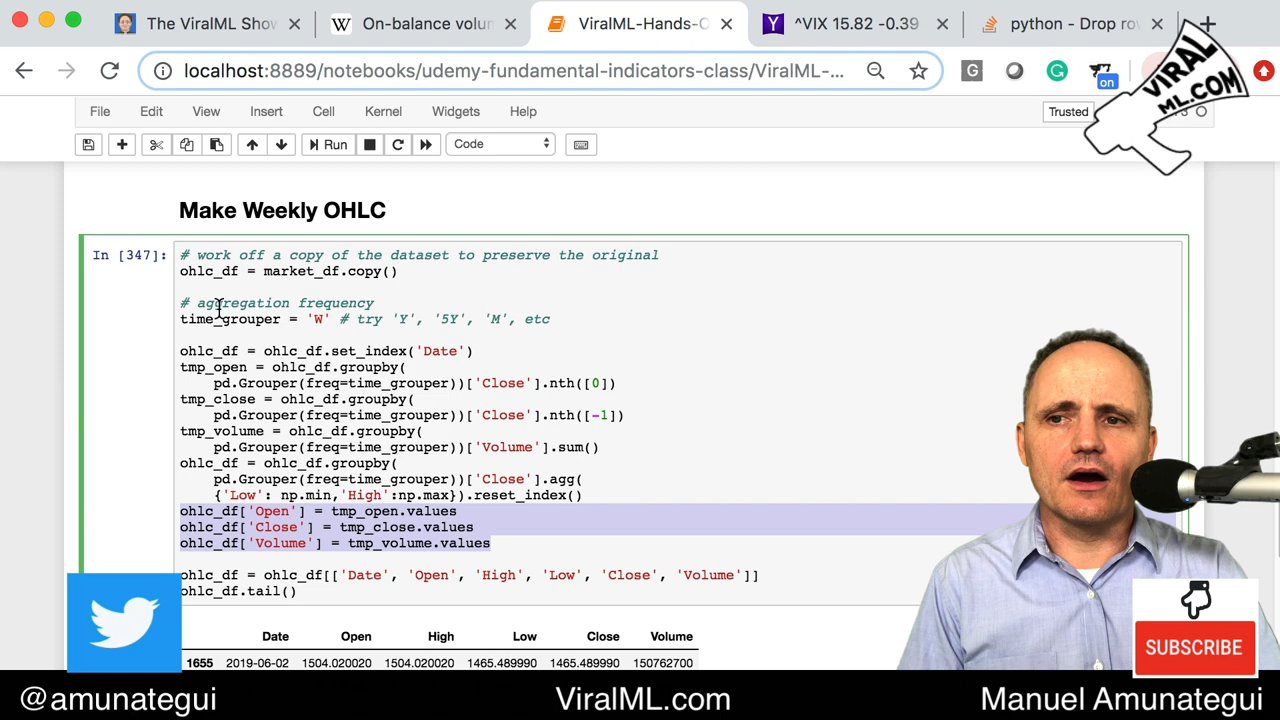 The ViralML Show
On-balance volun
ViralML-Hands-O
^VIX 15.82 -0.39
python - Drop rov
localhost:8889/notebooks/udemy-fundamental-indicators-class/ViralML-...
on
VIRAL
ML.COM
File Edit View Insert Cell Kernel Widgets Help
Trusted
Run
Code
Make Weekly OHLC
In [347]:
# work off a copy of the dataset to preserve the original
ohlc_df = market_df.copy()
# aggregation frequency
time_grouper = 'W' # try 'Y', '5Y', 'M', etc
ohlc_df = ohlc_df.set_index('Date')
tmp_open = ohlc_df.groupby(
pd.Grouper(freq=time_grouper))['Close'].nth([0])
tmp_close = ohlc_df.groupby(
pd.Grouper(freq=time_grouper))['Close'].nth([-1])
tmp_volume = ohlc_df.groupby(
pd.Grouper(freq=time_grouper))['Volume'].sum()
ohlc_df = ohlc_df.groupby(
pd.Grouper(freq=time_grouper))['Close'].agg(
{'Low': np.min,'High':np.max}).reset_index()
ohlc_df['Open'] = tmp_open.values
ohlc_df['Close'] = tmp_close.values
ohlc_df['Volume'] = tmp_volume.values
ohlc_df = ohlc_df[['Date', 'Open', 'High', 'Low', 'Close', 'Volume']]
ohlc_df.tail()
Date Open High Low Close Volume
1655 2019-06-02 1504.020020 1504.020020 1465.489990 1465.489990 150762700
SUBSCRIBE
@amunategui ViralML.com Manuel Amunategui